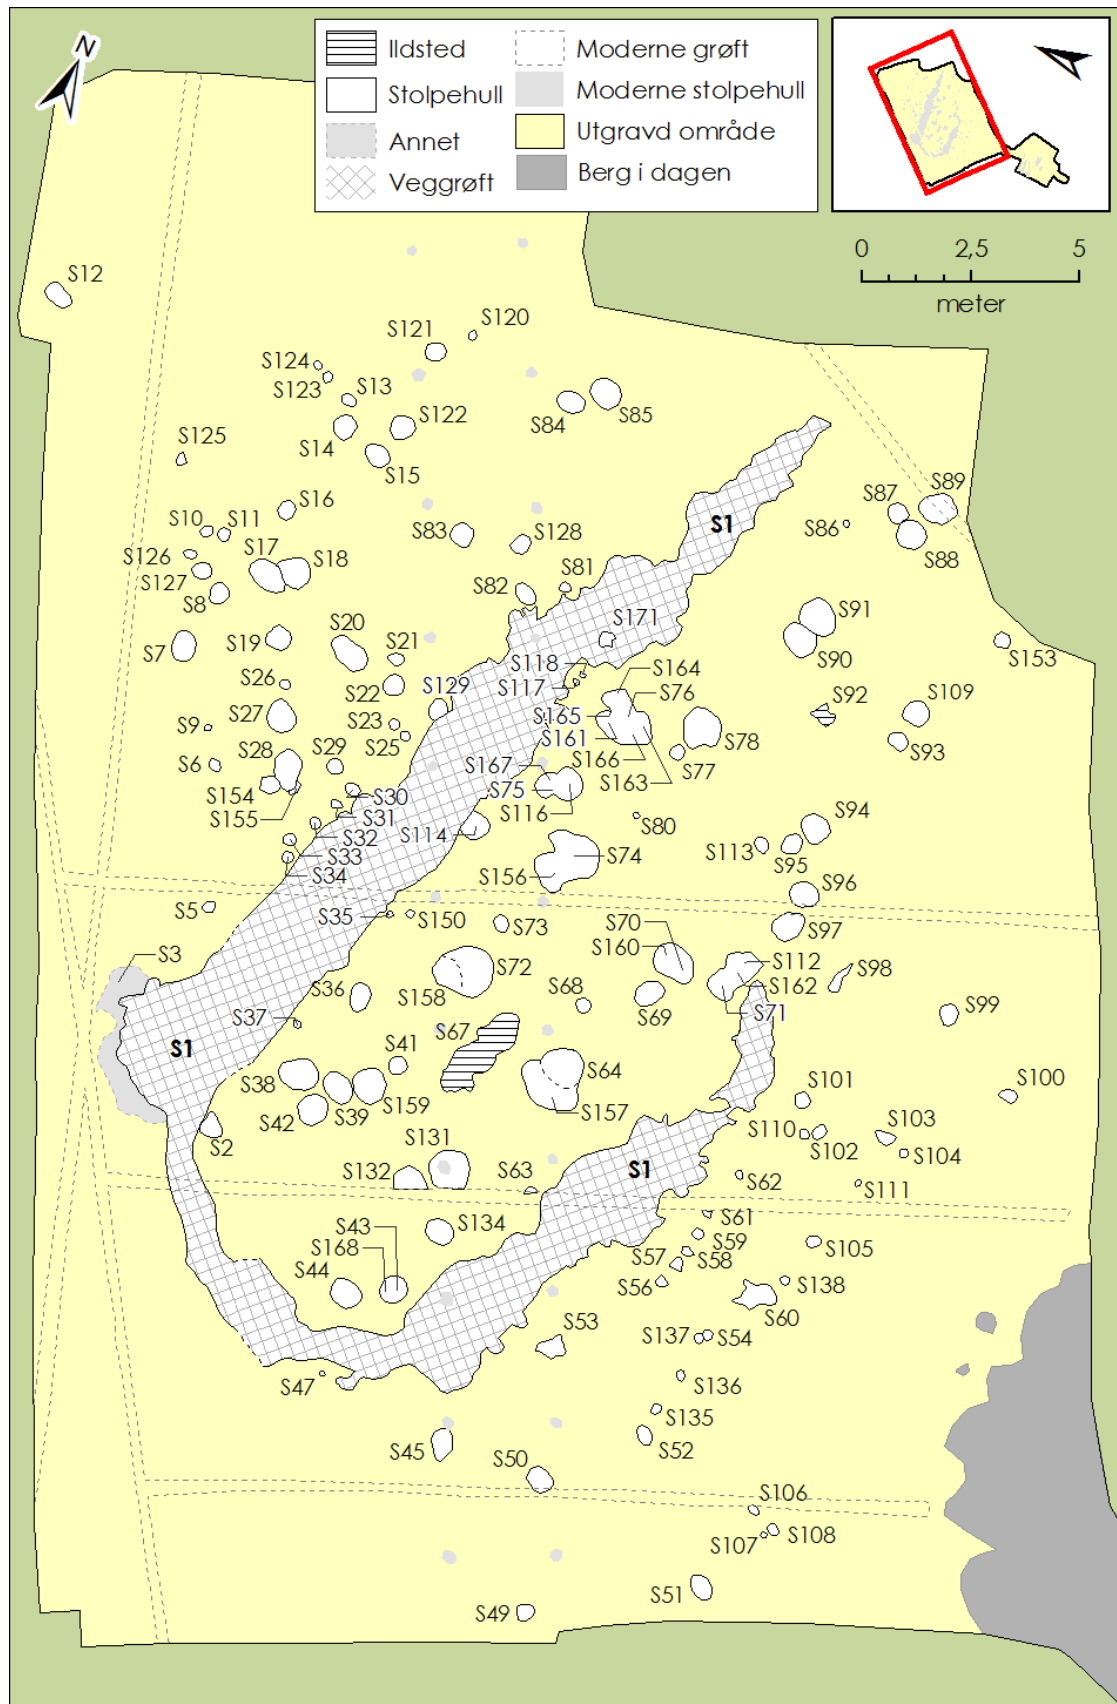 N
Ildsted
Stolpehull
Annet
Veggrøft
Moderne grøft
Moderne stolpehull
Utgravd område
Berg i dagen
0 2,5 5
meter
S12
S120
S121
S124
S123
S13
S122
S84
S85
S14
S15
S125
S16
S10
S11
S83
S128
S1
S86
S87
S89
S88
S126
S127
S17
S18
S8
S82
S81
S171
S7
S19
S20
S21
S91
S90
S153
S26
S22
S118
S117
S164
S76
S129
S92
S109
S9
S27
S23
S25
S165
S161
S166
S163
S78
S77
S93
S6
S28
S29
S167
S75
S116
S154
S155
S30
S31
S32
S33
S34
S114
S80
S74
S156
S94
S113
S95
S96
S5
S35
S150
S73
S70
S160
S97
S3
S72
S158
S36
S68
S69
S112
S162
S71
S98
S99
S37
S67
S1
S41
S38
S42
S39
S159
S64
S157
S101
S100
S2
S110
S102
S103
S104
S131
S132
S63
S1
S62
S111
S61
S43
S168
S134
S59
S58
S57
S56
S105
S44
S138
S60
S53
S137
S54
S47
S136
S135
S52
S45
S50
S106
S107
S108
S51
S49